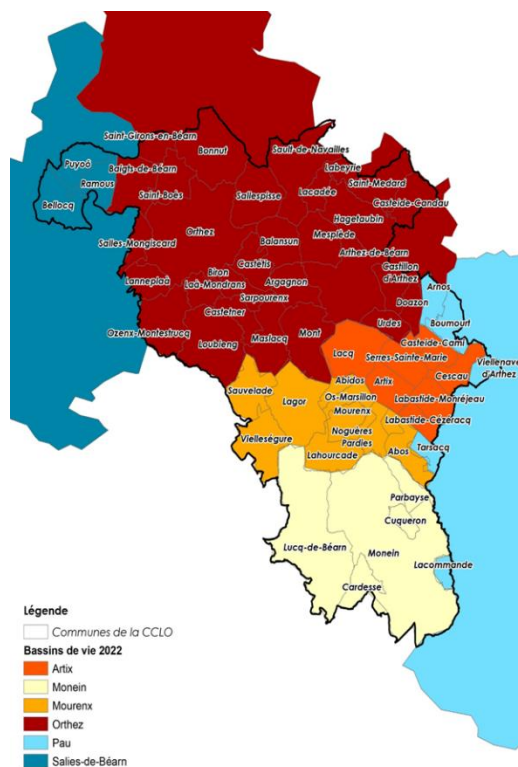 Saint-Girons-en-Béarn
Bonnut
Sault-de-Navailles
Puyoô
Baigts-de-Béarn
Labeyrie
Ramous
Saint-Medard
Bellocq
Saint-Boès
Sallespisse
Lacadée
Casteide-Candau
Hagetaubin
Orthez
Mesplède
Salles-Mongiscard
Balansun
Arthez-de-Béarn
Castétis
Castillon
d'Arthez
Lanneplaà
Biron
Laà-Mondrans
Argagnon
Arnos
Sarpourenx
Doazon
Castetner
Urdes
Boumourt
Ozenx-Montestrucq
Loubieng
Maslacq
Mont
Casteide-Cami
Viellenave
d'Arthez
Lacq
Serres-Sainte-Marie
Cescau
Sauvelade
Abidos
Artix
Lagor
Os-Marsillon
Labastide-Monréjeau
Mourenx
Labastide-Cézeracq
Viellesègure
Noguères
Tarsacq
Pardies
Abos
Lahourcade
Parbayse
Cuqueron
Lucq-de-Béarn
Monein
Lacommande
Cardesse
Légende
Communes de la CCLO
Bassins de vie 2022
Artix
Monein
Mourenx
Orthez
Pau
Salies-de-Béarn